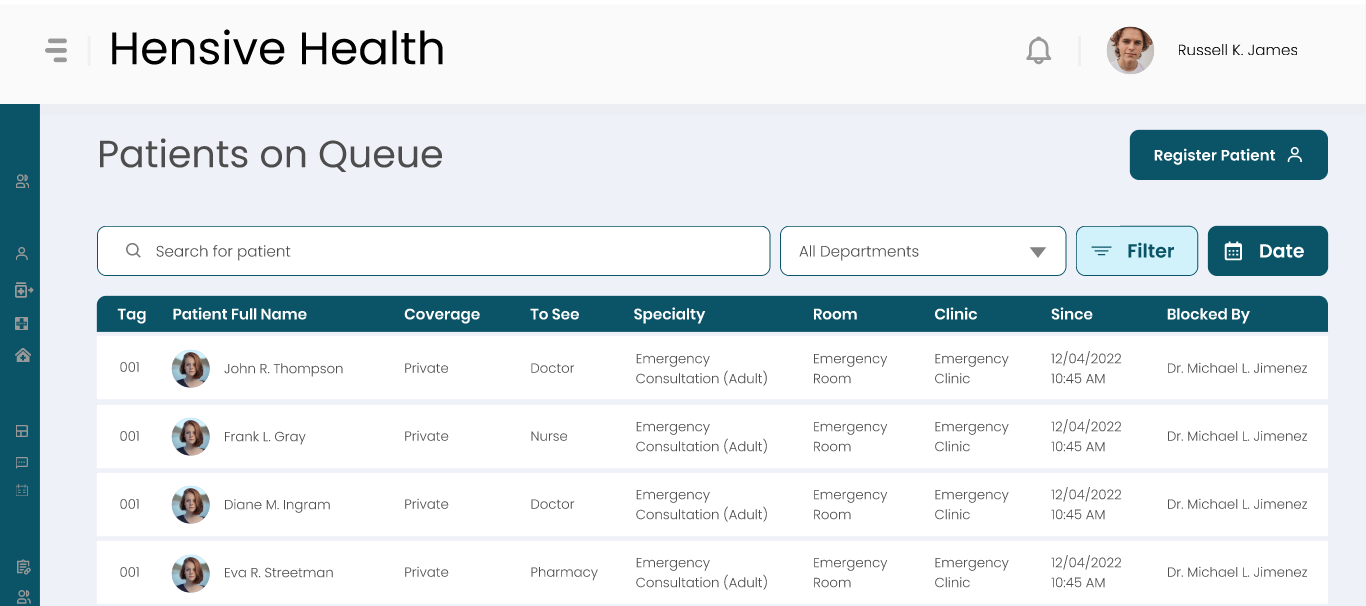 Hensive Health
Russell K. James
Patients on Queue
Register Patient
Search for patient
All Departments
Filter
Date
Tag Patient Full Name Coverage To See Specialty Room Clinic Since Blocked By
001 John R. Thompson Private Doctor Emergency Consultation (Adult) Emergency Room Emergency Clinic 12/04/2022 10:45 AM Dr. Michael L. Jimenez
001 Frank L. Gray Private Nurse Emergency Consultation (Adult) Emergency Room Emergency Clinic 12/04/2022 10:45 AM Dr. Michael L. Jimenez
001 Diane M. Ingram Private Doctor Emergency Consultation (Adult) Emergency Room Emergency Clinic 12/04/2022 10:45 AM Dr. Michael L. Jimenez
001 Eva R. Streetman Private Pharmacy Emergency Consultation (Adult) Emergency Room Emergency Clinic 12/04/2022 10:45 AM Dr. Michael L. Jimenez